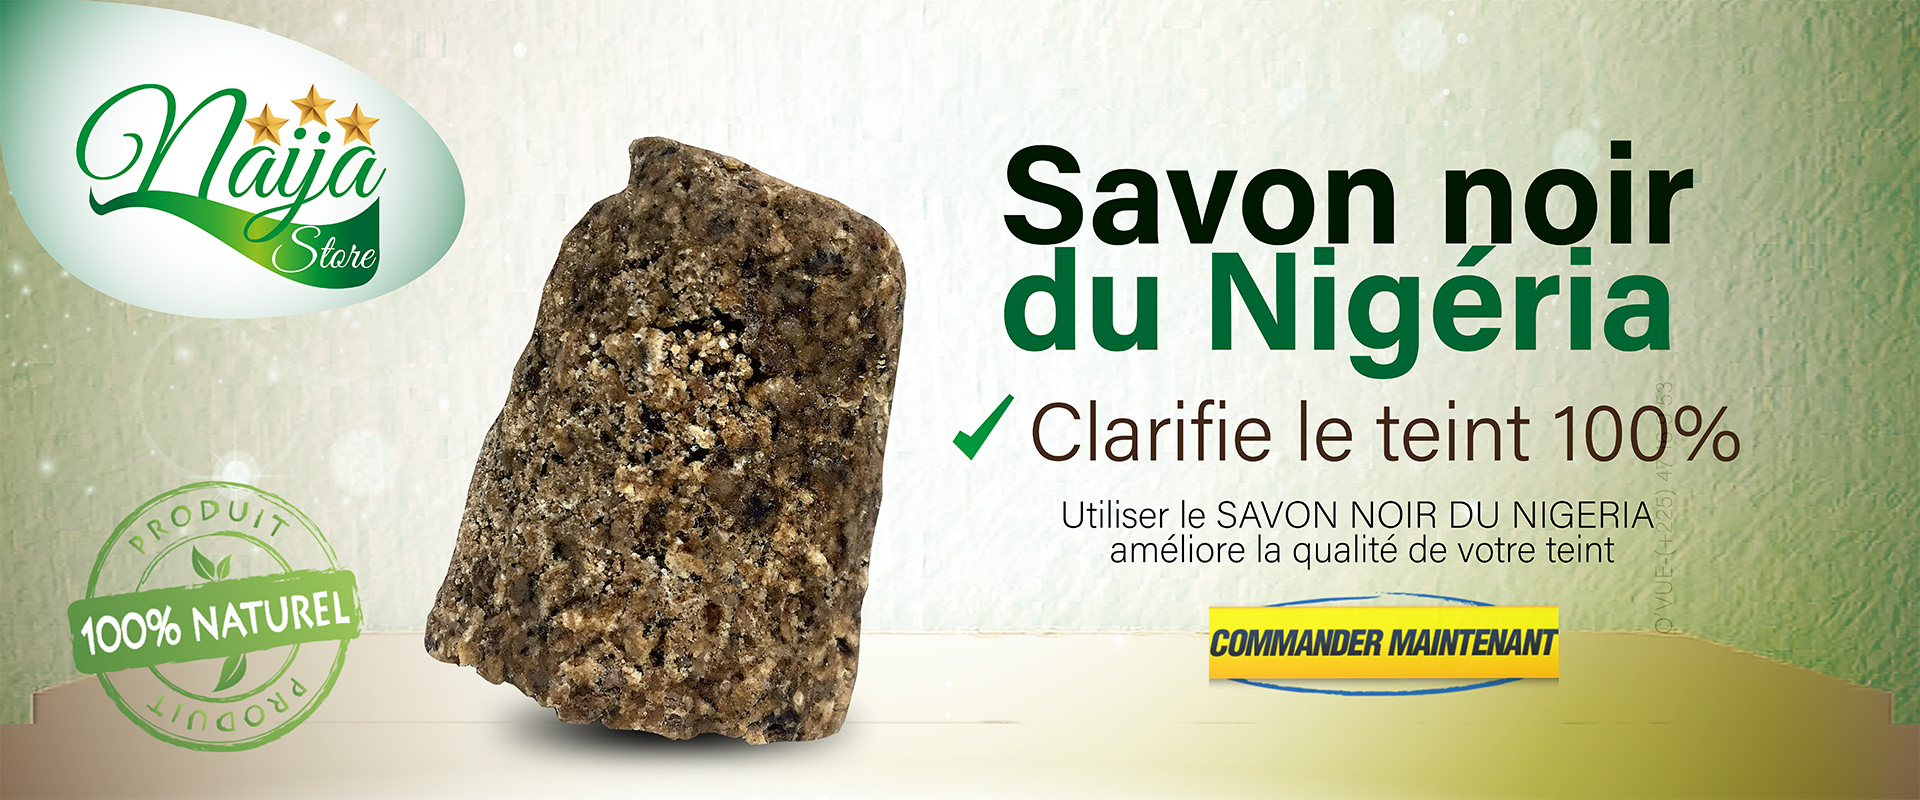 Naija
Store
Savon noir
du Nigéria
Clarifie le teint 100%
Utiliser le SAVON NOIR DU NIGERIA
améliore la qualité de votre teint
COMMANDER MAINTENANT
PRODUIT
100% NATUREL
PRODUIT